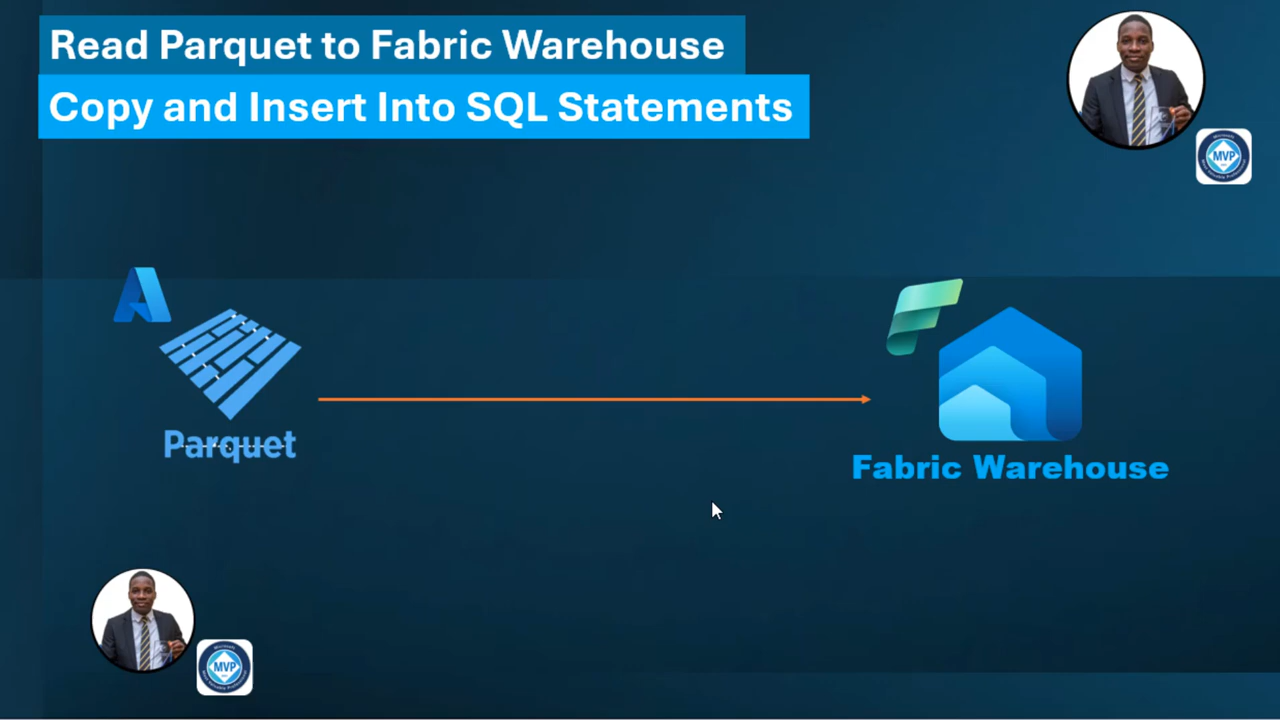 Read Parquet to Fabric Warehouse
Copy and Insert Into SQL Statements
MVP
Parquet
Fabric Warehouse
MVP